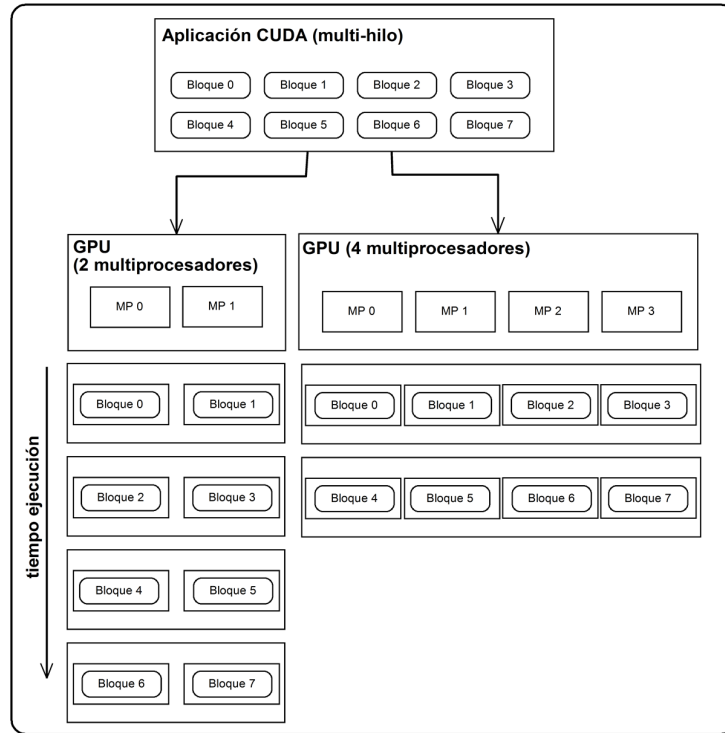 Aplicación CUDA (multi-hilo)
Bloque 0 Bloque 1 Bloque 2 Bloque 3
Bloque 4 Bloque 5 Bloque 6 Bloque 7
GPU
(2 multiprocesadores)
MP 0 MP 1
GPU (4 multiprocesadores)
MP 0 MP 1 MP 2 MP 3
tiempo ejecución
Bloque 0 Bloque 1
Bloque 2 Bloque 3
Bloque 4 Bloque 5
Bloque 6 Bloque 7
Bloque 0 Bloque 1 Bloque 2 Bloque 3
Bloque 4 Bloque 5 Bloque 6 Bloque 7